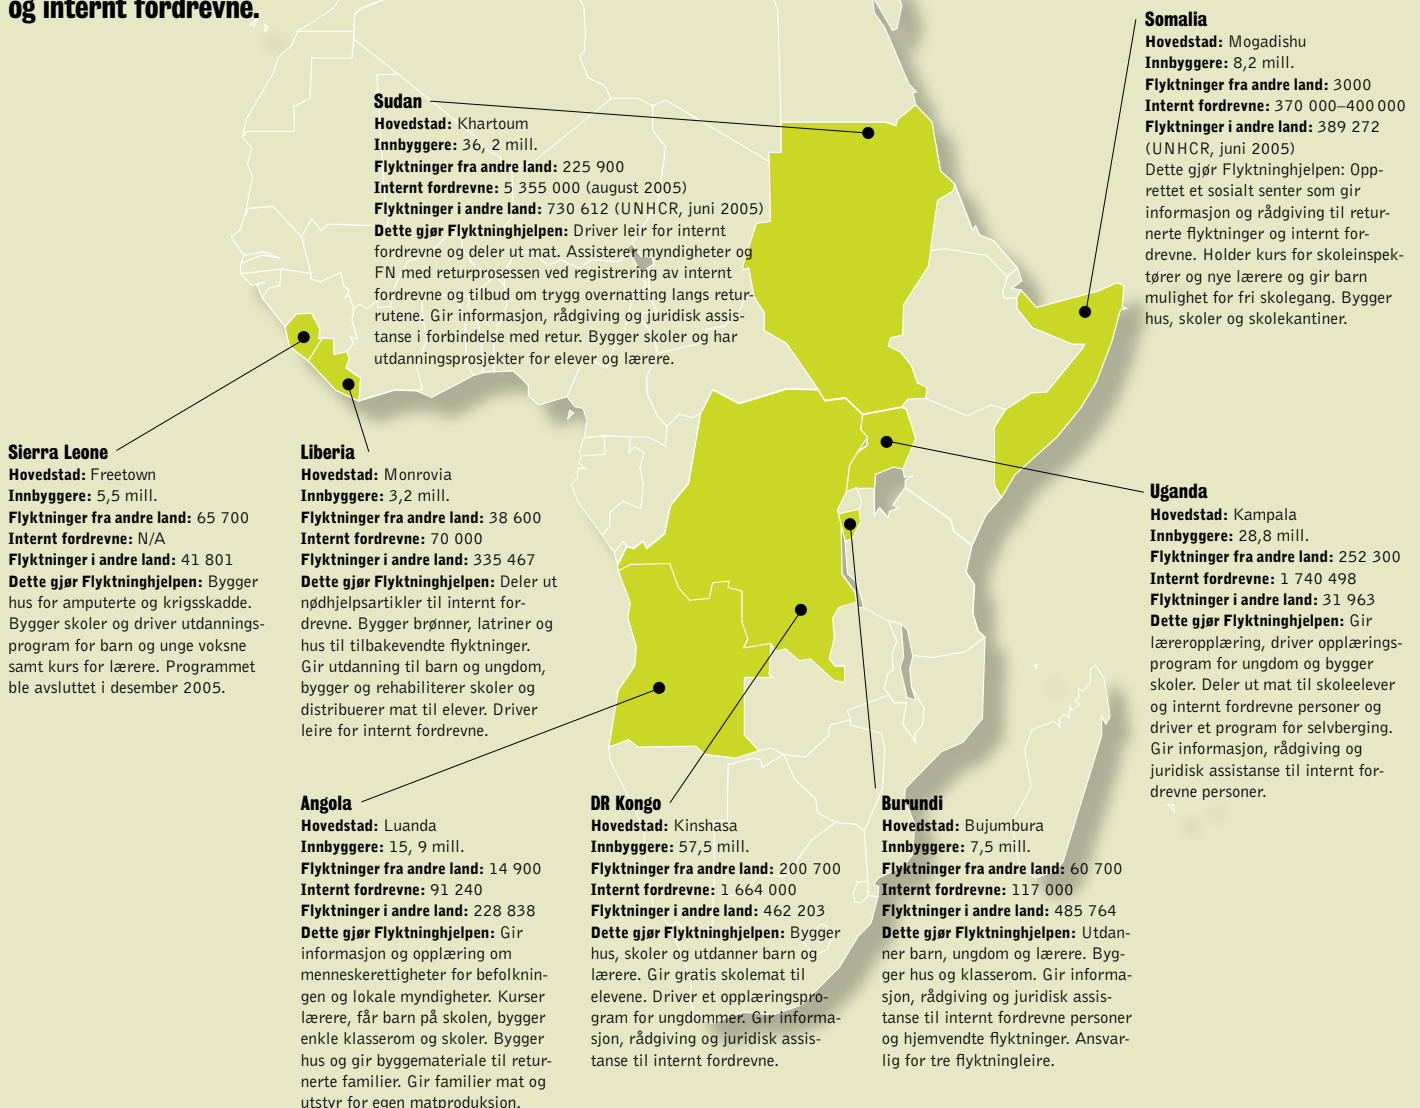 og internt fordrevne.
Somalia
Hovedstad: Mogadishu
Innbyggere: 8,2 mill.
Flyktninger fra andre land: 3000
Internt fordrevne: 370 000–400 000
Flyktninger i andre land: 389 272
(UNHCR, juni 2005)
Dette gjør Flyktninghjelpen: Opp-
rettet et sosialt senter som gir
informasjon og rådgiving til retur-
nerte flyktninger og internt for-
drevne. Holder kurs for skoleinspek-
tører og nye lærere og gir barn
mulighet for fri skolegang. Bygger
hus, skoler og skolekantiner.
Sudan
Hovedstad: Khartoum
Innbyggere: 36, 2 mill.
Flyktninger fra andre land: 225 900
Internt fordrevne: 5 355 000 (august 2005)
Flyktninger i andre land: 730 612 (UNHCR, juni 2005)
Dette gjør Flyktninghjelpen: Driver leir for internt
fordrevne og deler ut mat. Assisterer myndigheter og
FN med returprosessen ved registrering av internt
fordrevne og tilbud om trygg overnatting langs retur-
rutene. Gir informasjon, rådgiving og juridisk assis-
tanse i forbindelse med retur. Bygger skoler og har
utdanningsprosjekter for elever og lærere.
Sierra Leone
Hovedstad: Freetown
Innbyggere: 5,5 mill.
Flyktninger fra andre land: 65 700
Internt fordrevne: N/A
Flyktninger i andre land: 41 801
Dette gjør Flyktninghjelpen: Bygger
hus for amputerte og krigsskadde.
Bygger skoler og driver utdannings-
program for barn og unge voksne
samt kurs for lærere. Programmet
ble avsluttet i desember 2005.
Liberia
Hovedstad: Monrovia
Innbyggere: 3,2 mill.
Flyktninger fra andre land: 38 600
Internt fordrevne: 70 000
Flyktninger i andre land: 335 467
Dette gjør Flyktninghjelpen: Deler ut
nødhjelpsartikler til internt for-
drevne. Bygger brønner, latriner og
hus til tilbakevendte flyktninger.
Gir utdanning til barn og ungdom,
bygger og rehabiliterer skoler og
distribuerer mat til elever. Driver
leire for internt fordrevne.
Uganda
Hovedstad: Kampala
Innbyggere: 28,8 mill.
Flyktninger fra andre land: 252 300
Internt fordrevne: 1 740 498
Flyktninger i andre land: 31 963
Dette gjør Flyktninghjelpen: Gir
læreropplæring, driver opplærings-
program for ungdom og bygger
skoler. Deler ut mat til skoleelever
og internt fordrevne personer og
driver et program for selvberging.
Gir informasjon, rådgiving og
juridisk assistanse til internt for-
drevne personer.
Angola
Hovedstad: Luanda
Innbyggere: 15, 9 mill.
Flyktninger fra andre land: 14 900
Internt fordrevne: 91 240
Flyktninger i andre land: 228 838
Dette gjør Flyktninghjelpen: Gir
informasjon og opplæring om
menneskerettigheter for befolknin-
gen og lokale myndigheter. Kurser
lærere, får barn på skolen, bygger
enkle klasserom og skoler. Bygger
hus og gir byggemateriale til retur-
nerte familier. Gir familier mat og
utstyr for egen matproduksjon.
DR Kongo
Hovedstad: Kinshasa
Innbyggere: 57,5 mill.
Flyktninger fra andre land: 200 700
Internt fordrevne: 1 664 000
Flyktninger i andre land: 462 203
Dette gjør Flyktninghjelpen: Bygger
hus, skoler og utdanner barn og
lærere. Gir gratis skolemat til
elevene. Driver et opplæringspro-
gram for ungdommer. Gir informa-
sjon, rådgiving og juridisk assis-
tanse til internt fordrevne.
Burundi
Hovedstad: Bujumbura
Innbyggere: 7,5 mill.
Flyktninger fra andre land: 60 700
Internt fordrevne: 117 000
Flyktninger i andre land: 485 764
Dette gjør Flyktninghjelpen: Utdan-
ner barn, ungdom og lærere. Byg-
ger hus og klasserom. Gir informa-
sjon, rådgiving og juridisk assis-
tanse til internt fordrevne personer
og hjemvendte flyktninger. Ansvar-
lig for tre flyktningleire.